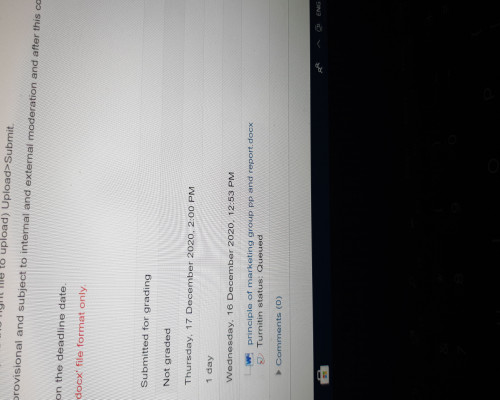 right file to upload) Upload>Submit.
provisional and subject to internal and external moderation and after this co
on the deadline date.
docx' file format only.
Submitted for grading
Not graded
Thursday, 17 December 2020, 2:00 PM
1 day
Wednesday, 16 December 2020, 12:53 PM
principle of marketing group pp and report.docx
Turnitin status: Queued
Comments (0)
ENG